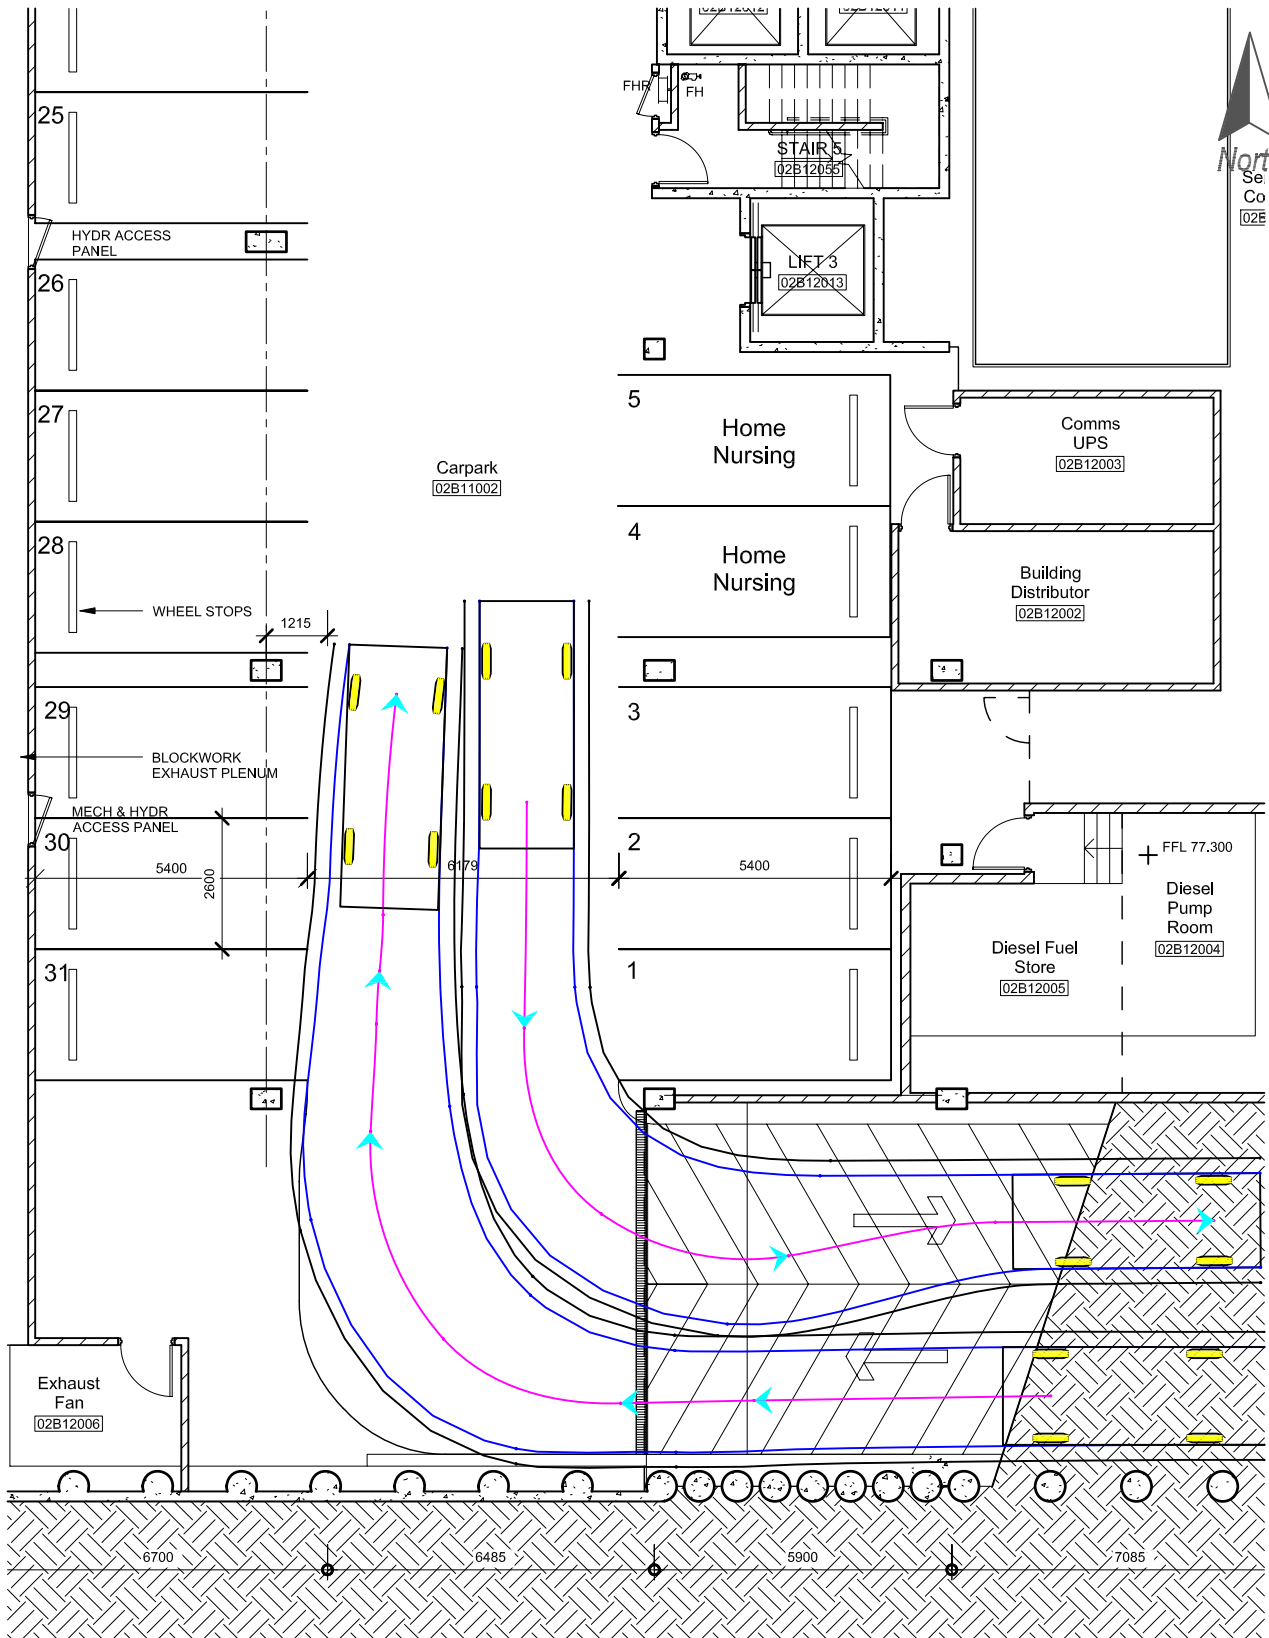 25
FHR
FH
STAIR 5
02B12055
HYDR ACCESS
PANEL
26
LIFT 3
02B12013
27
5
Home
Nursing
Comms
UPS
02B12003
Carpark
02B11002
28
4
Home
Nursing
Building
Distributor
02B12002
WHEEL STOPS
1215
29
3
BLOCKWORK
EXHAUST PLENUM
MECH & HYDR
ACCESS PANEL
30
2
5400
2600
6179
5400
FFL 77.300
Diesel
Pump
Room
02B12004
Diesel Fuel
Store
02B12005
31
1
Exhaust
Fan
02B12006
6700
6485
5900
7085